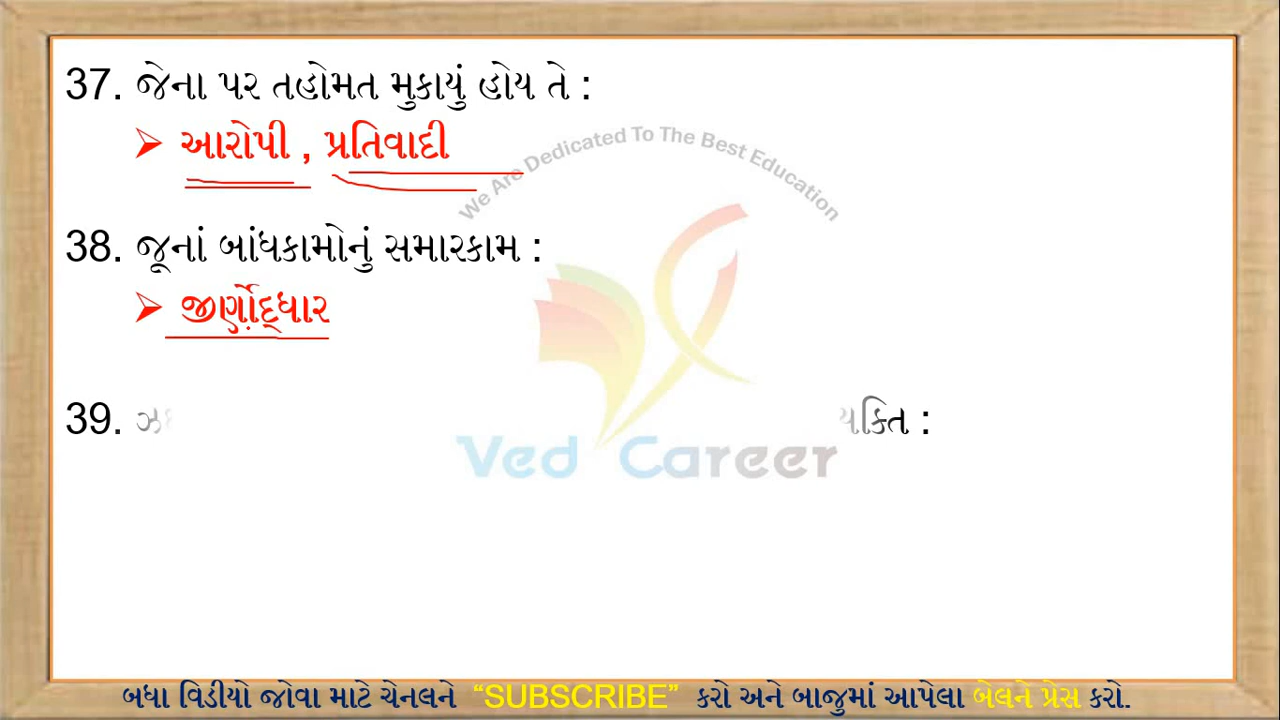 37. જેના પર તહોમત મુકાયું હોય તે :
➢ આરોપી , પ્રતિવાદી
We Are Dedicated To The Best Education
38. જૂનાં બાંધકામોનું સમારકામ :
➢ જીર્ણોદ્ધાર
39.
Ved Career
બધા વિડીયો જોવા માટે ચેનલને “SUBSCRIBE” કરો અને બાજુમાં આપેલા બેલને પ્રેસ કરો.